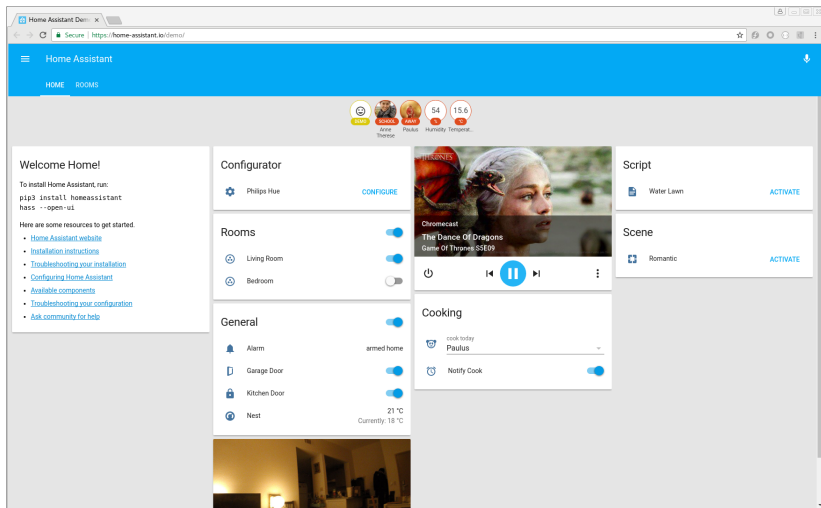 Home Assistant Demo
Secure | https://home-assistant.io/demo/
Home Assistant
HOME ROOMS
54 15.6
DEMO SCHOOL AWAY % °C
Anne Therese Paulus Humidity Temperat...
Welcome Home!
To install Home Assistant, run:
pip3 install homeassistant
hass --open-ui
Here are some resources to get started.
Home Assistant website
Installation instructions
Troubleshooting your installation
Configuring Home Assistant
Available components
Troubleshooting your configuration
Ask community for help
Configurator
Philips Hue CONFIGURE
Rooms
Living Room
Bedroom
General
Alarm armed home
Garage Door
Kitchen Door
Nest 21 °C
Currently: 18 °C
THRONES
Chromecast
The Dance Of Dragons
Game Of Thrones S5E09
Cooking
cook today
Paulus
Notify Cook
Script
Water Lawn ACTIVATE
Scene
Romantic ACTIVATE